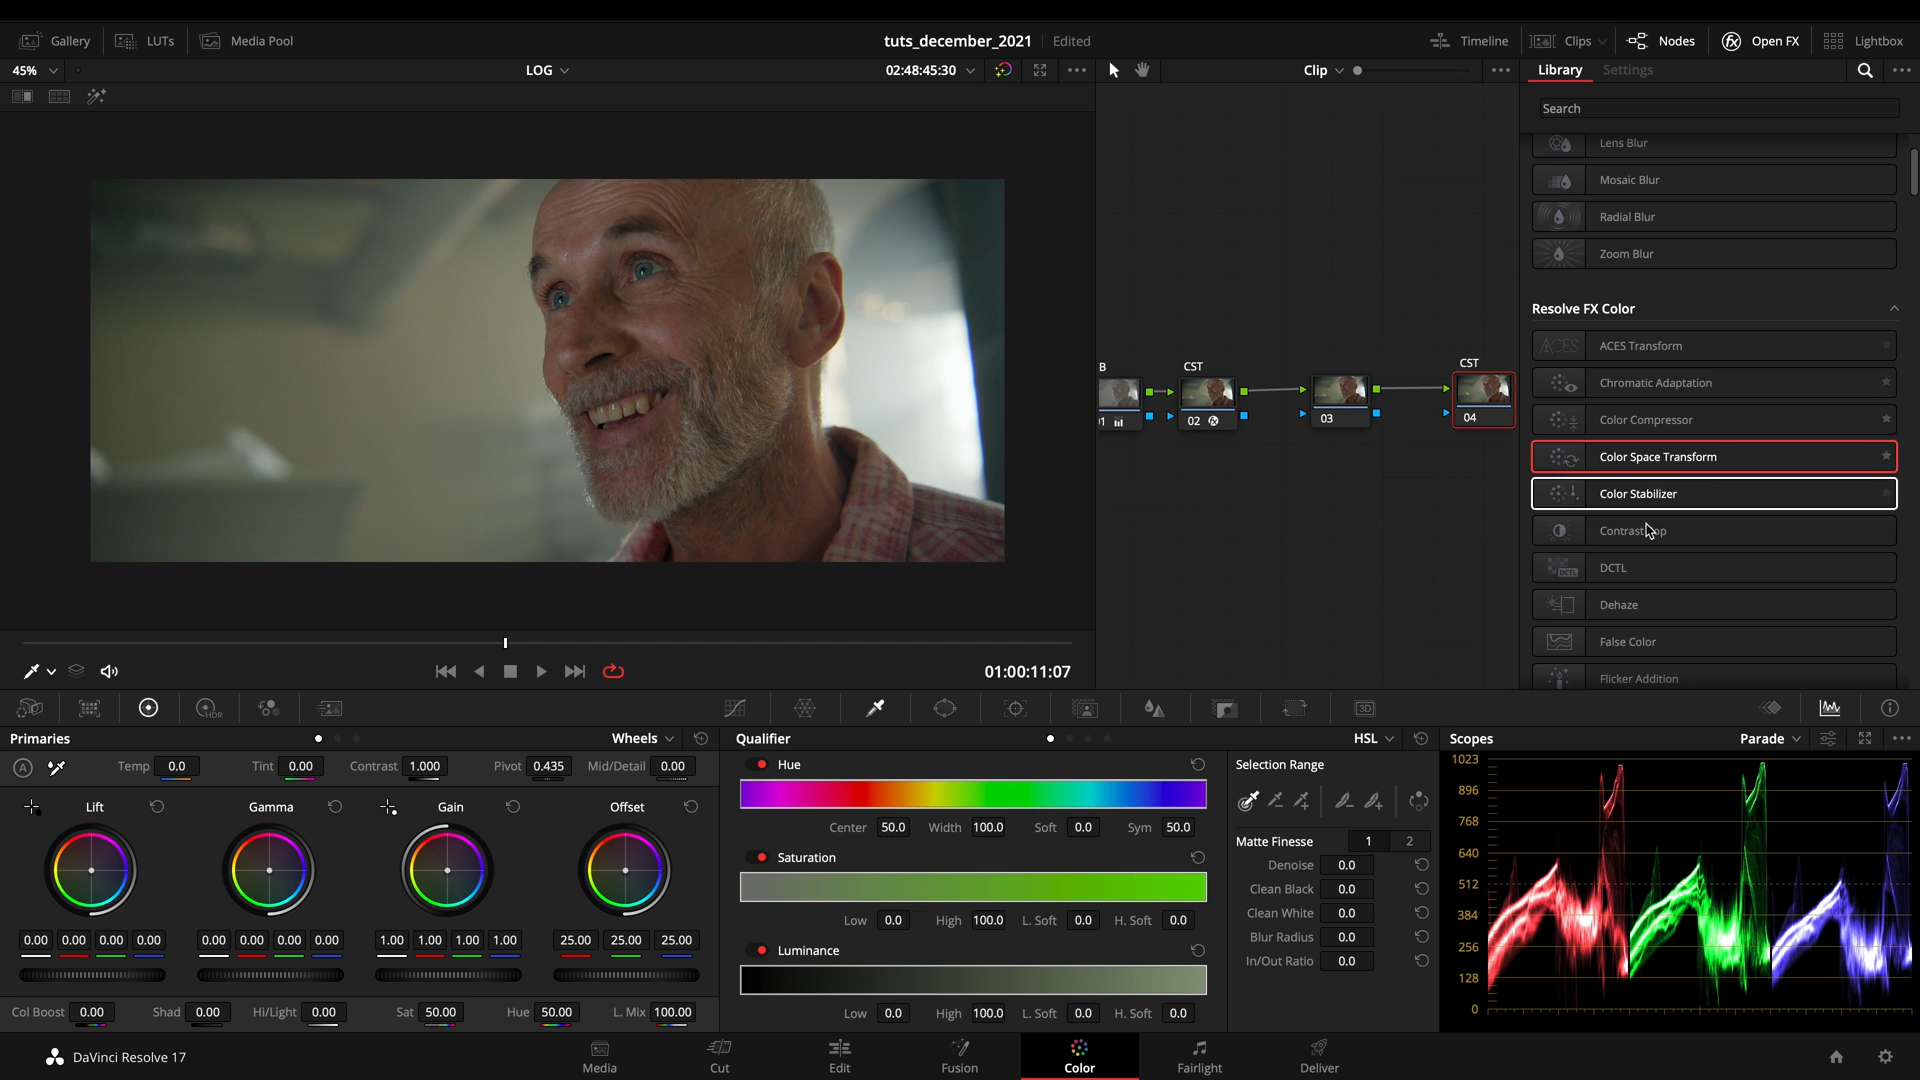 Gallery LUTs Media Pool tuts_december_2021 Edited Timeline Clips Nodes Open FX Lightbox
45% LOG 02:48:45:30 Clip Library Settings
Search
Lens Blur
Mosaic Blur
Radial Blur
Zoom Blur
Resolve FX Color
ACES ACES Transform
Chromatic Adaptation
Color Compressor
Color Space Transform
Color Stabilizer
Contrast op
DCTL DCTL
Dehaze
False Color
Flicker Addition
B CST CST
01 02 03 04
01:00:11:07
HDR 3D
Primaries Wheels
A Temp 0.0 Tint 0.00 Contrast 1.000 Pivot 0.435 Mid/Detail 0.00
Lift Gamma Gain Offset
0.00 0.00 0.00 0.00 0.00 0.00 0.00 0.00 1.00 1.00 1.00 1.00 25.00 25.00 25.00
Col Boost 0.00 Shad 0.00 Hi/Light 0.00 Sat 50.00 Hue 50.00 L. Mix 100.00
Qualifier HSL
Hue
Center 50.0 Width 100.0 Soft 0.0 Sym 50.0
Saturation
Low 0.0 High 100.0 L. Soft 0.0 H. Soft 0.0
Luminance
Low 0.0 High 100.0 L. Soft 0.0 H. Soft 0.0
Selection Range
Matte Finesse 1 2
Denoise 0.0
Clean Black 0.0
Clean White 0.0
Blur Radius 0.0
In/Out Ratio 0.0
Scopes Parade
1023
896
768
640
512
384
256
128
0
DaVinci Resolve 17 Media Cut Edit Fusion Color Fairlight Deliver